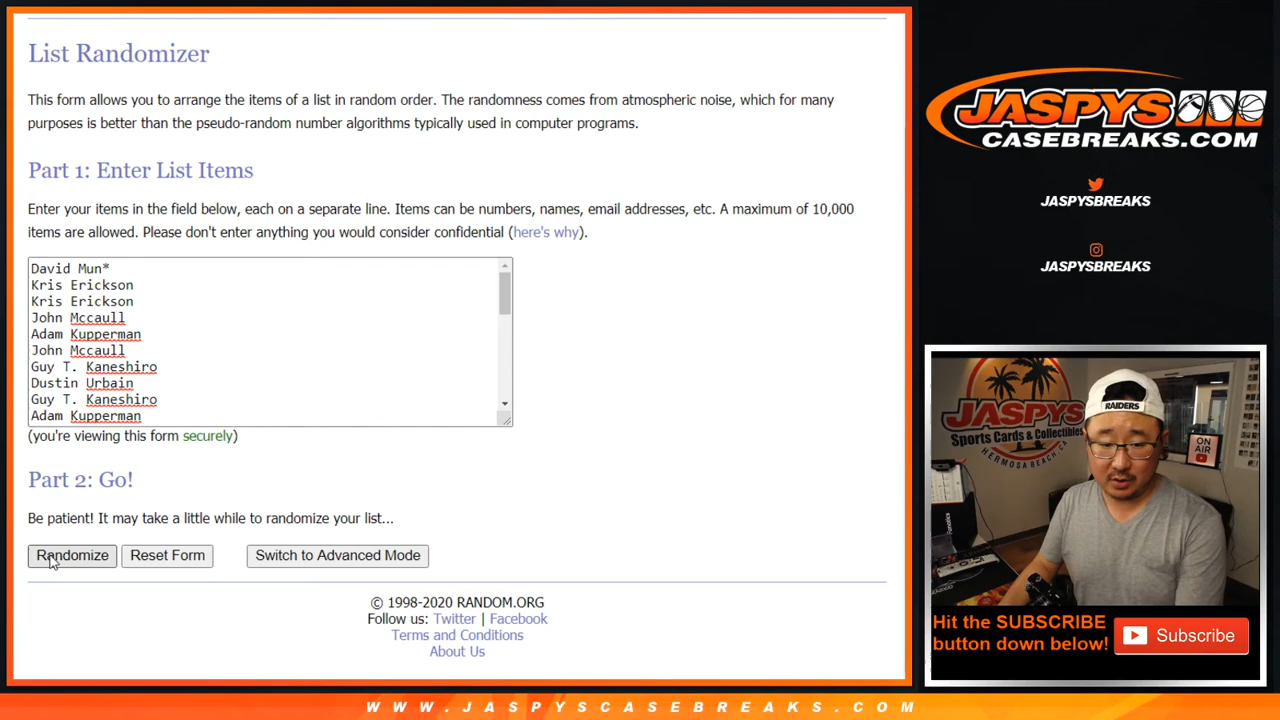 List Randomizer
This form allows you to arrange the items of a list in random order. The randomness comes from atmospheric noise, which for many
purposes is better than the pseudo-random number algorithms typically used in computer programs.
Part 1: Enter List Items
Enter your items in the field below, each on a separate line. Items can be numbers, names, email addresses, etc. A maximum of 10,000
items are allowed. Please don't enter anything you would consider confidential (here's why).
David Mun*
Kris Erickson
Kris Erickson
John Mccaull
Adam Kupperman
John Mccaull
Guy T. Kaneshiro
Dustin Urbain
Guy T. Kaneshiro
Adam Kupperman
(you're viewing this form securely)
Part 2: Go!
Be patient! It may take a little while to randomize your list...
Randomize
Reset Form
Switch to Advanced Mode
© 1998-2020 RANDOM.ORG
Follow us: Twitter | Facebook
Terms and Conditions
About Us
JASPYS
CASEBREAKS.COM
JASPYSBREAKS
JASPYSBREAKS
RAIDERS
JASPYS
Sports Cards & Collectibles
HERMOSA BEACH, CA
ON
AIR
Hit the SUBSCRIBE
button down below!
Subscribe
WWW.JASPYSCASEBREAKS.COM